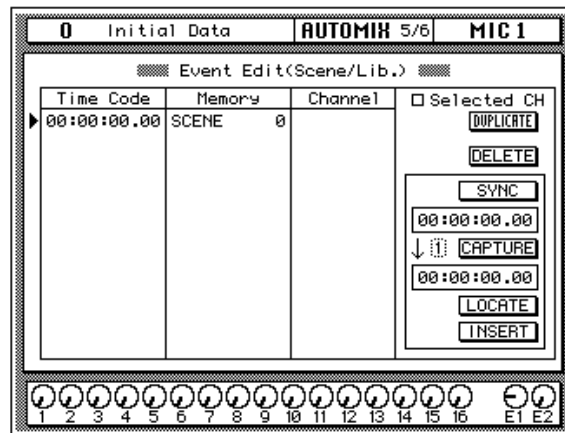 0 Initial Data AUTOMIX 5/6 MIC 1
Event Edit(Scene/Lib.)
Time Code Memory Channel Selected CH
00:00:00.00 SCENE 0 DUPLICATE
DELETE
SYNC
00:00:00.00
1 CAPTURE
00:00:00.00
LOCATE
INSERT
1 2 3 4 5 6 7 8 9 10 11 12 13 14 15 16 E1 E2